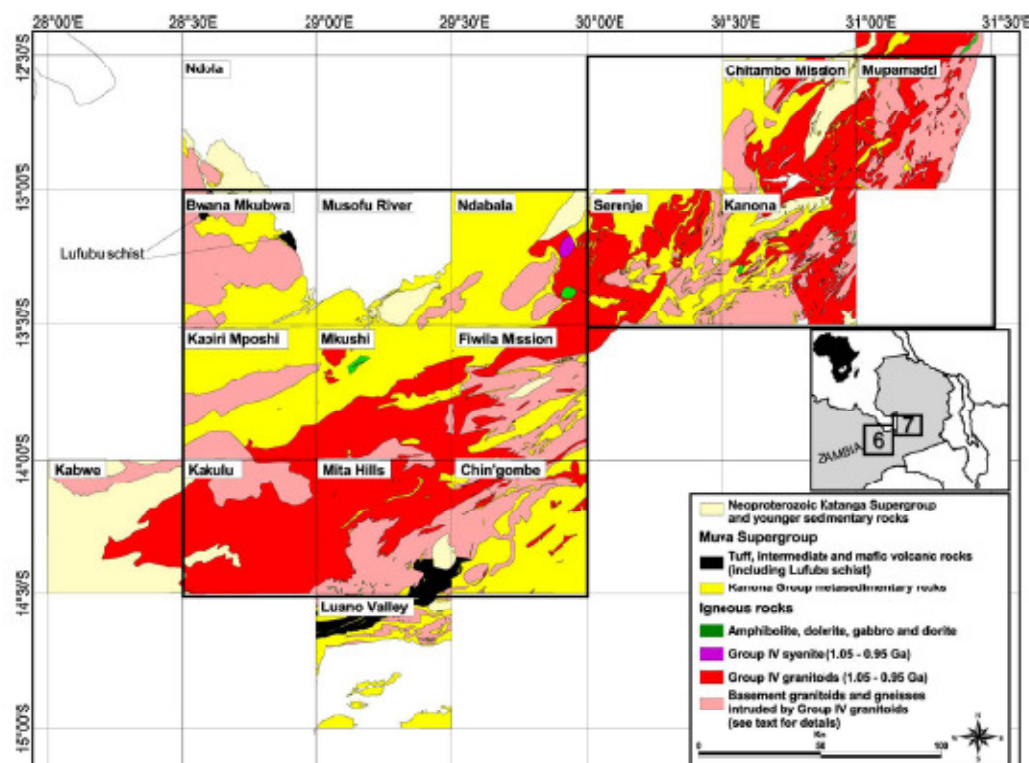 28°00'E 28°30'E 29°00'E 29°30'E 30°00'E 30°30'E 31°00'E 31°30'E
12°30'S
Ndola
Chitambo Mission
Mupamadzi
13°00'S
Bwana Mkubwa
Musofu River
Ndabala
Serenje
Kanona
Lufubu schist
13°30'S
Kapiri Mposhi
Mkushi
Fiwila Mission
ZAMBIA
6
7
14°00'S
Kabwe
Kakulu
Mita Hills
Chin'gombe
14°30'S
Luano Valley
15°00'S
Neoproterozoic Katanga Supergroup
and younger sedimentary rocks
Muva Supergroup
Tuff, intermediate and mafic volcanic rocks
(including Lufubu schist)
Kanona Group metasedimentary rocks
Igneous rocks
Amphibolite, dolerite, gabbro and diorite
Group IV syenite (1.05 - 0.95 Ga)
Group IV granitoids (1.05 - 0.95 Ga)
Basement granitoids and gneisses
intruded by Group IV granitoids
(see text for details)
Km
0 50 100
N
W E
S